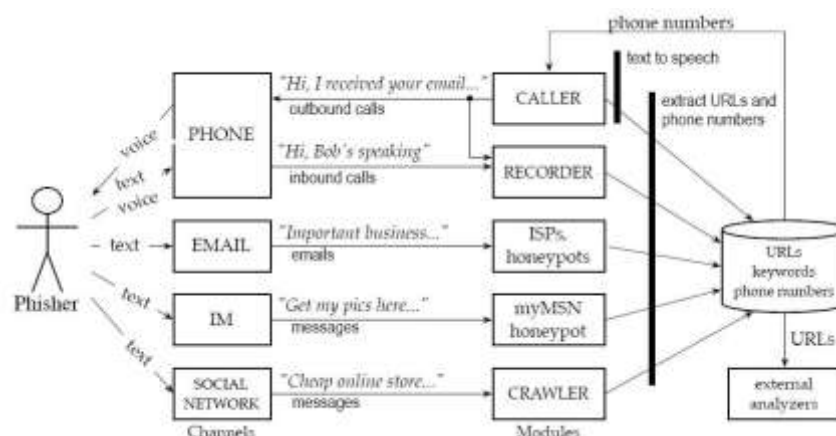 phone numbers
text to speech
"Hi, I received your email..."
outbound calls
CALLER
extract URLs and
phone numbers
PHONE
voice
text
voice
"Hi, Bob's speaking"
inbound calls
RECORDER
text
EMAIL
"Important business..."
emails
ISPs,
honeypots
URLs
keywords
phone numbers
Phisher
text
IM
"Get my pics here..."
messages
myMSN
honeypot
URLs
text
SOCIAL
NETWORK
"Cheap online store..."
messages
CRAWLER
external
analyzers
Channels
Modules